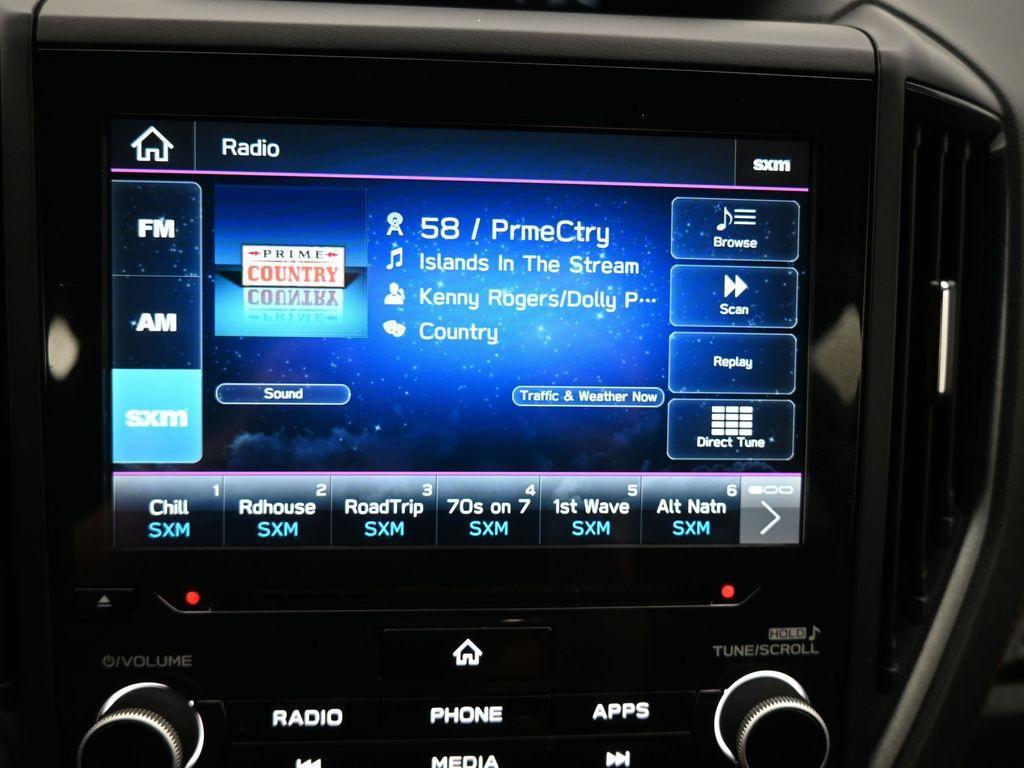 Radio
sxm
FM
AM
sxm
PRIME
COUNTRY
58 / PrmeCtry
Islands In The Stream
Kenny Rogers/Dolly P···
Country
Browse
Scan
Replay
Direct Tune
Sound
Traffic & Weather Now
1
Chill
SXM
2
Rdhouse
SXM
3
RoadTrip
SXM
4
70s on 7
SXM
5
1st Wave
SXM
6
Alt Natn
SXM
/VOLUME
HOLD
TUNE/SCROLL
RADIO
PHONE
APPS
MEDIA